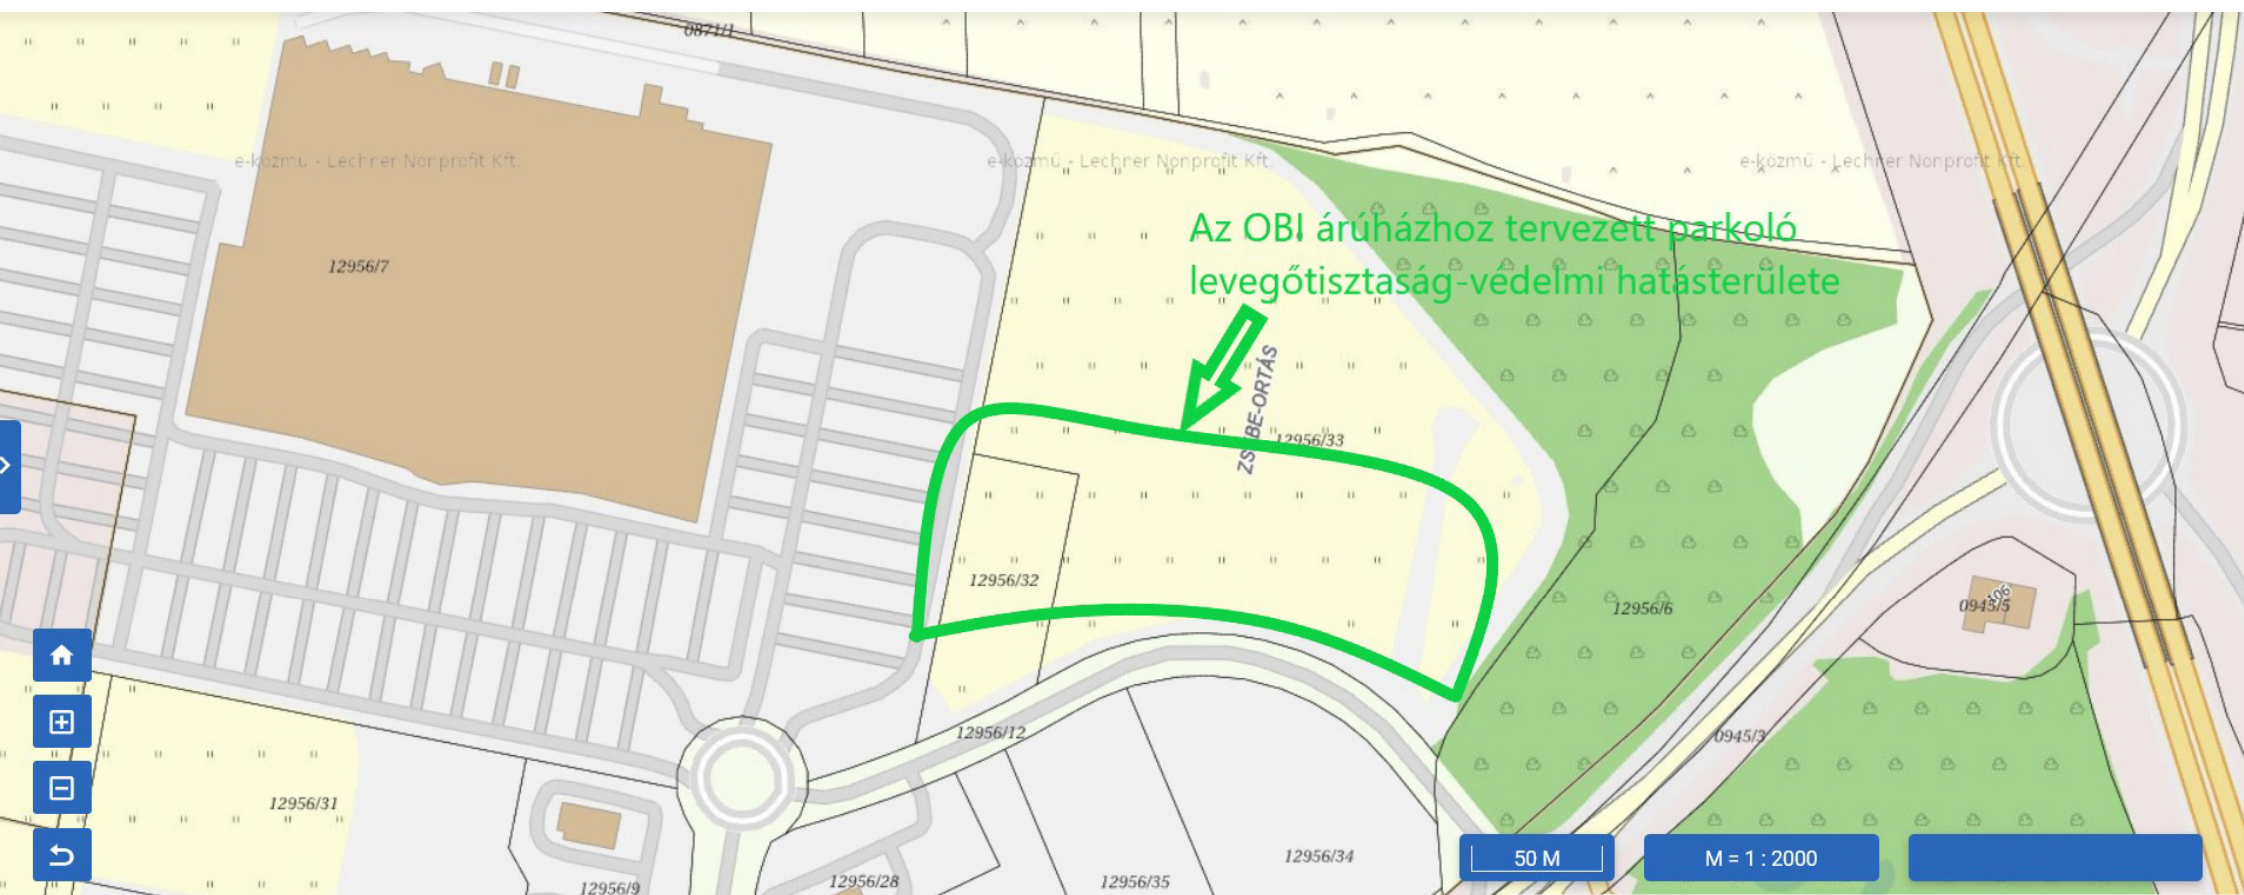 0871/1
e-közmű - Lechner Nonprofit Kft.
e-közmű - Lechner Nonprofit Kft.
e-közmű - Lechner Nonprofit Kft.
Az OBI árúházhoz tervezett parkoló
levegőtisztaság-védelmi hatásterülete
12956/7
ZSEBE-ORTÁS
12956/33
12956/32
106
0945/5
12956/6
12956/12
0945/3
12956/31
12956/34
12956/28
12956/35
12956/9
50 M
M = 1 : 2000